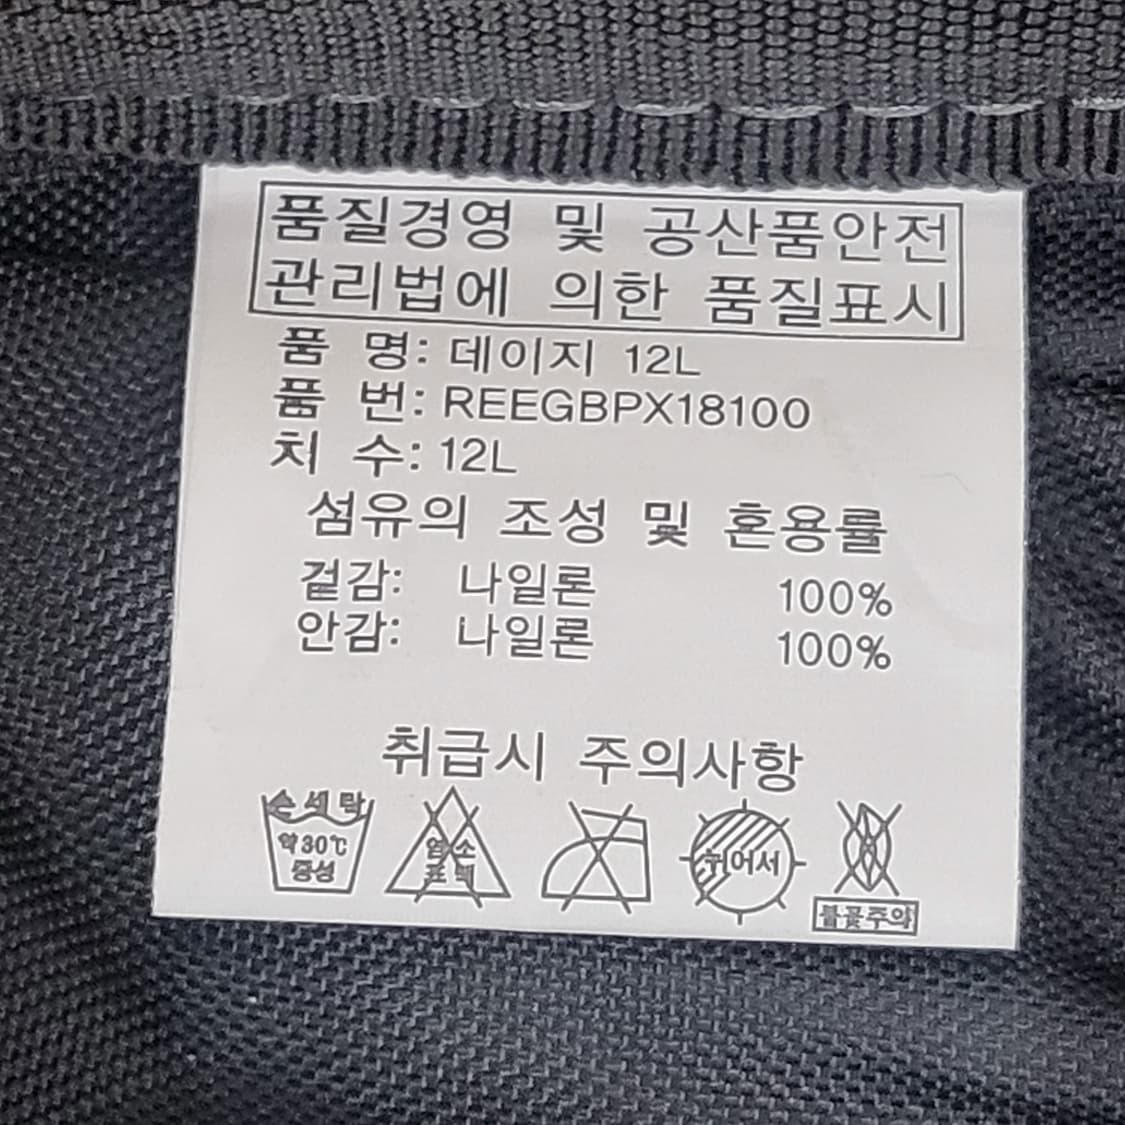 품질경영 및 공산품안전
관리법에 의한 품질표시
품 명: 데이지 12L
품 번: REEGBPX18100
치 수: 12L
섬유의 조성 및 혼용률
겉감: 나일론 100%
안감: 나일론 100%
취급시 주의사항
손세탁
약30℃
중성
염소
표백
뉘어서
불꽃주의